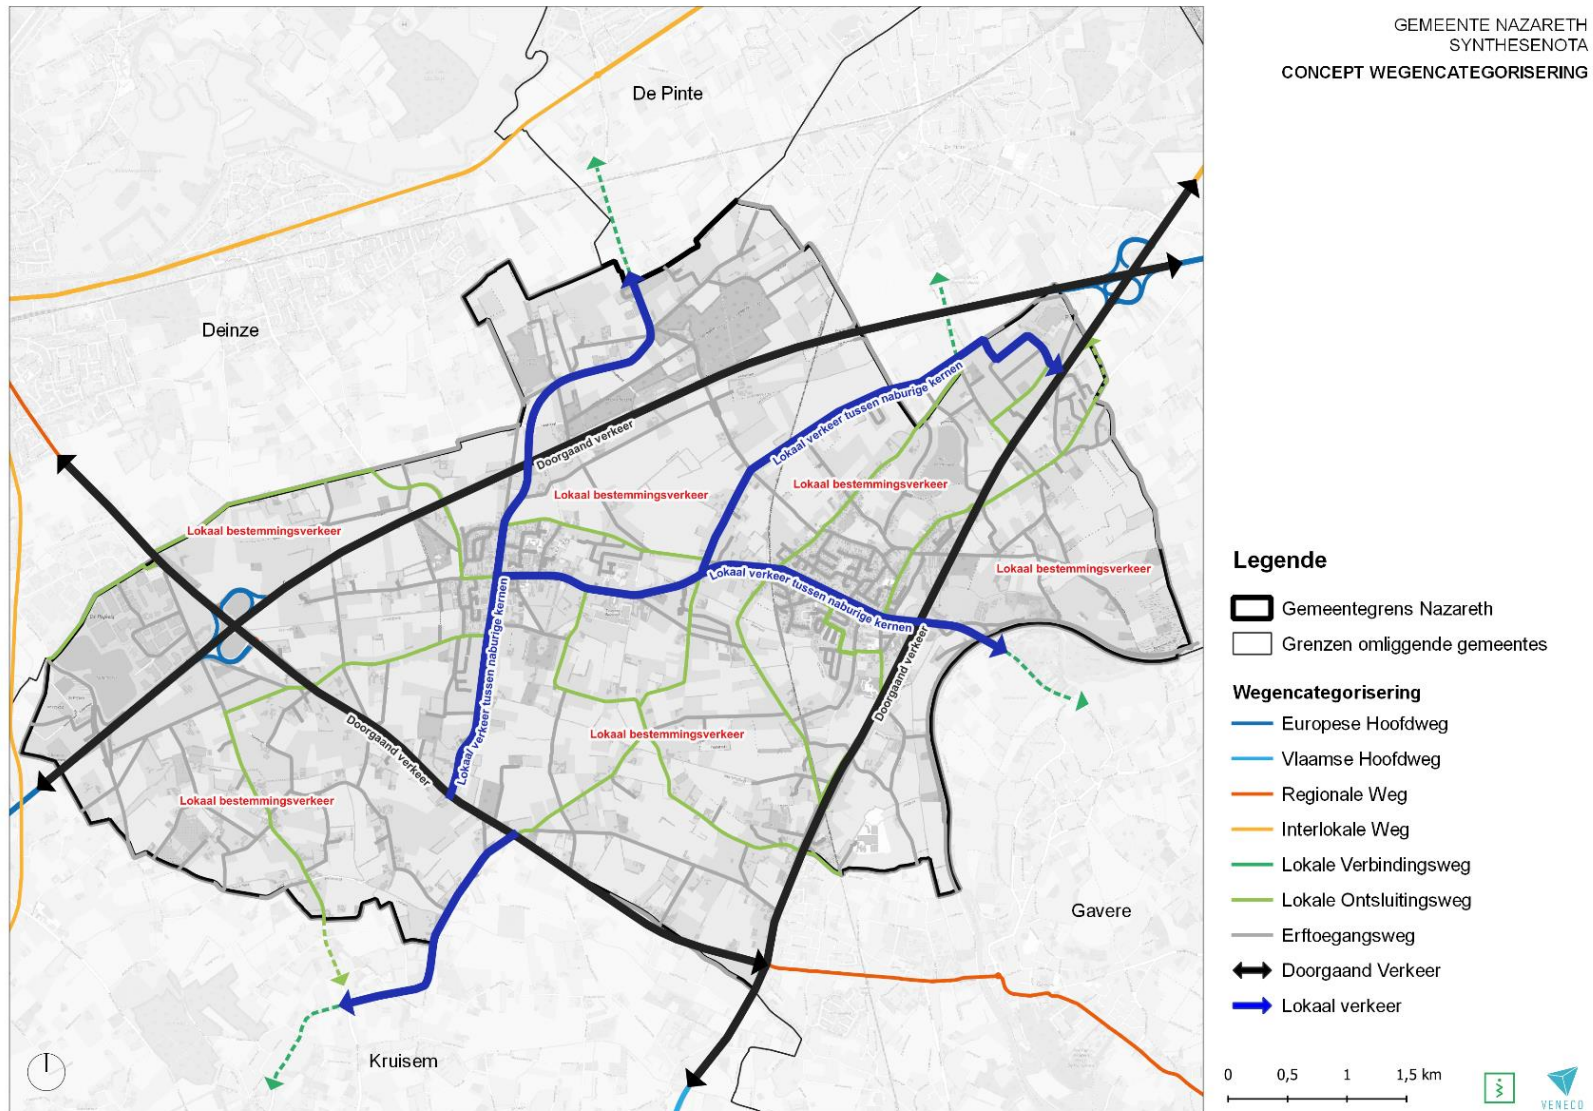 GEMEENTE NAZARETH
SYNTHESENOTA
CONCEPT WEGENCATEGORISERING
De Pinte
Deinze
Lokaal verkeer tussen naburige kernen
Doorgaand verkeer
Lokaal bestemmingsverkeer
Lokaal bestemmingsverkeer
Lokaal bestemmingsverkeer
Lokaal bestemmingsverkeer
Lokaal verkeer tussen naburige kernen
Lokaal verkeer tussen naburige kernen
Doorgaand verkeer
Doorgaand verkeer
Lokaal bestemmingsverkeer
Lokaal bestemmingsverkeer
Gavere
Kruisem
Legende
Gemeentegrens Nazareth
Grenzen omliggende gemeentes
Wegencategorisering
Europese Hoofdweg
Vlaamse Hoofdweg
Regionale Weg
Interlokale Weg
Lokale Verbindingsweg
Lokale Ontsluitingsweg
Erftoegangsweg
Doorgaand Verkeer
Lokaal verkeer
0 0,5 1 1,5 km
VENECO